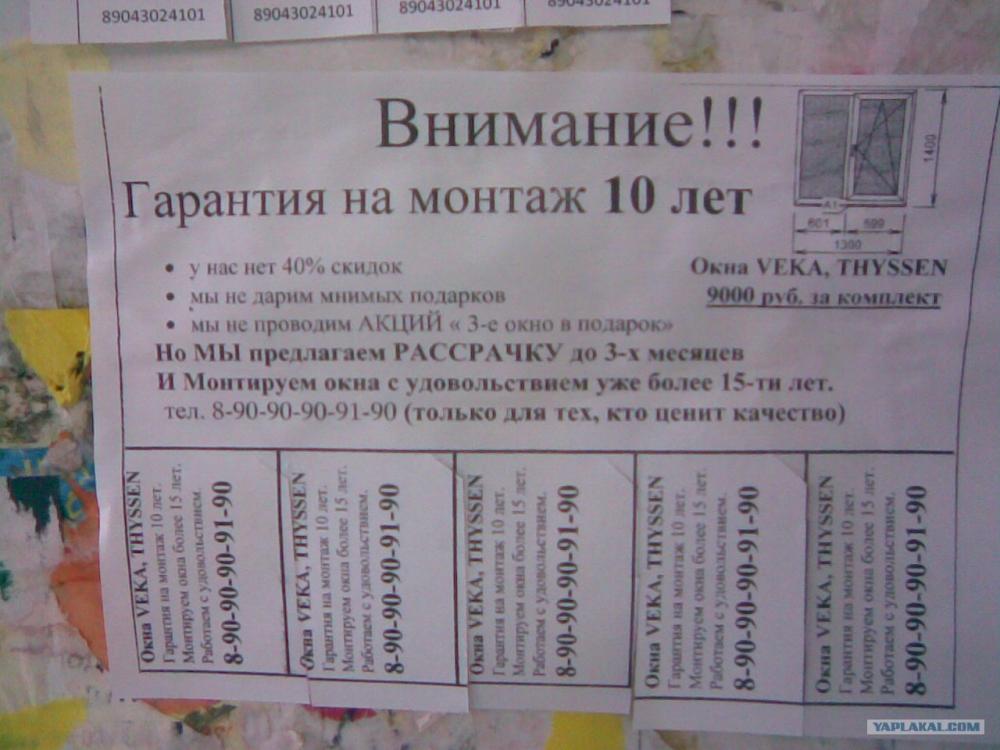 89043024101
89043024101
89043024101
89043024101
Внимание!!!
Гарантия на монтаж 10 лет
1400
A1
601
699
1300
• у нас нет 40% скидок
• мы не дарим мнимых подарков
• мы не проводим АКЦИЙ « 3-е окно в подарок»
Окна VEKA, THYSSEN
9000 руб. за комплект
Но МЫ предлагаем РАССРАЧКУ до 3-х месяцев
И Монтируем окна с удовольствием уже более 15-ти лет.
тел. 8-90-90-90-91-90 (только для тех, кто ценит качество)
Окна VEKA, THYSSEN
Гарантия на монтаж 10 лет.
Монтируем окна более 15 лет.
Работаем с удовольствием.
8-90-90-90-91-90
Окна VEKA, THYSSEN
Гарантия на монтаж 10 лет.
Монтируем окна более 15 лет.
Работаем с удовольствием.
8-90-90-90-91-90
Окна VEKA, THYSSEN
Гарантия на монтаж 10 лет.
Монтируем окна более 15 лет.
Работаем с удовольствием.
8-90-90-90-91-90
Окна VEKA, THYSSEN
Гарантия на монтаж 10 лет.
Монтируем окна более 15 лет.
Работаем с удовольствием.
8-90-90-90-91-90
Окна VEKA, THYSSEN
Гарантия на монтаж 10 лет.
Монтируем окна более 15 лет.
Работаем с удовольствием.
8-90-90-90-91-90
YAPLAKAL.COM